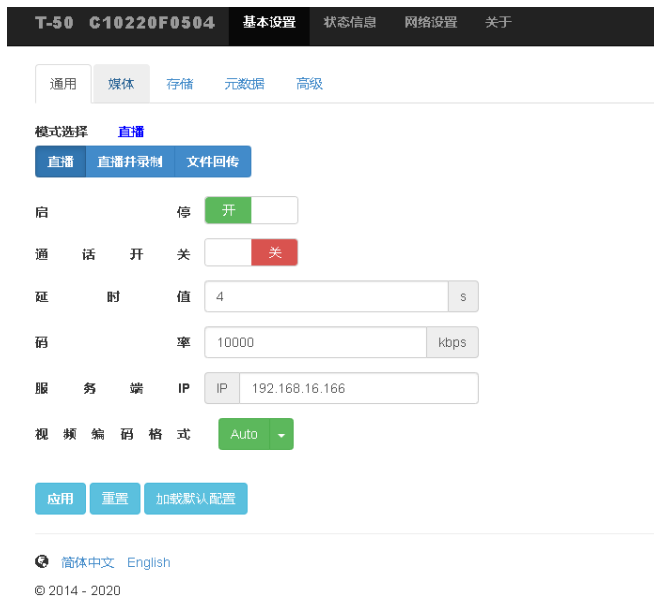 T-50 C10220F0504 基本设置 状态信息 网络设置 关于
通用 媒体 存储 元数据 高级
模式选择 直播
直播 直播并录制 文件回传
启停 开
通话开关 关
延时值 4 s
码率 10000 kbps
服务端IP IP 192.168.16.166
视频编码格式 Auto
应用 重置 加载默认配置
简体中文 English
© 2014 - 2020